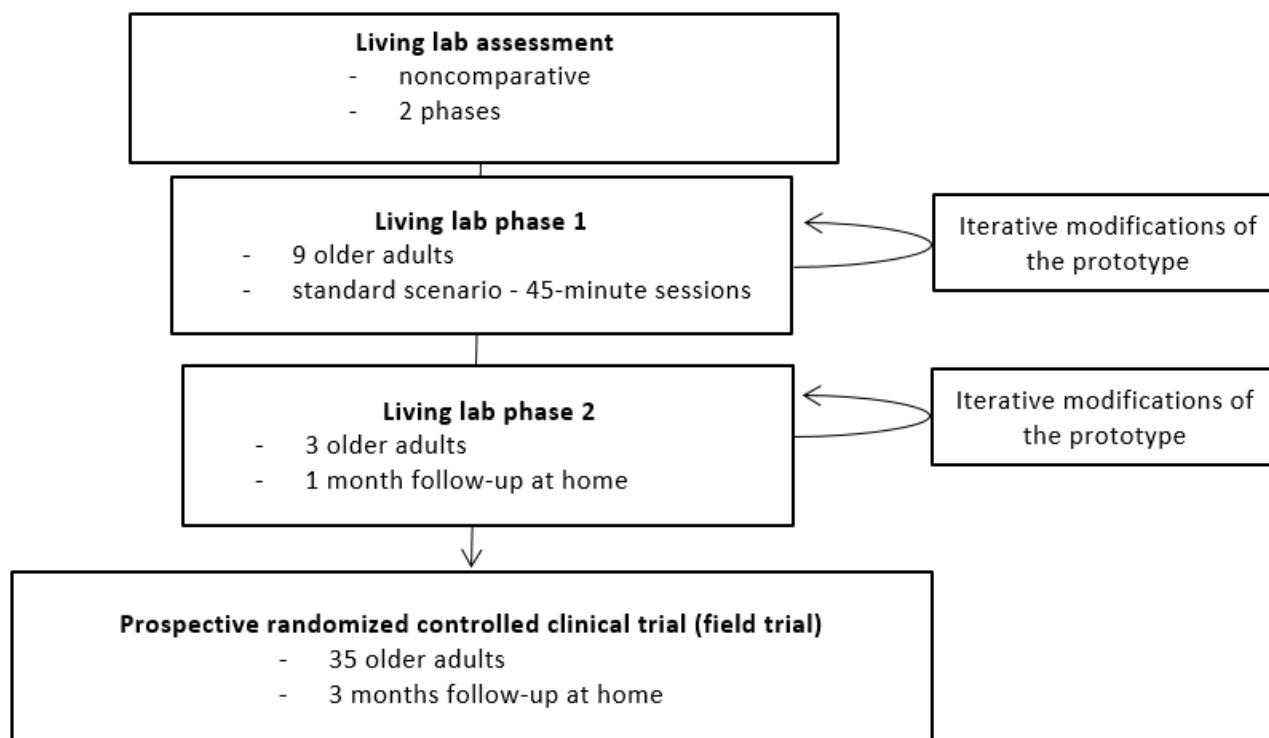 Living lab assessment
- noncomparative
- 2 phases
Living lab phase 1
- 9 older adults
- standard scenario - 45-minute sessions
Iterative modifications of
the prototype
Living lab phase 2
- 3 older adults
- 1 month follow-up at home
Iterative modifications of
the prototype
Prospective randomized controlled clinical trial (field trial)
- 35 older adults
- 3 months follow-up at home